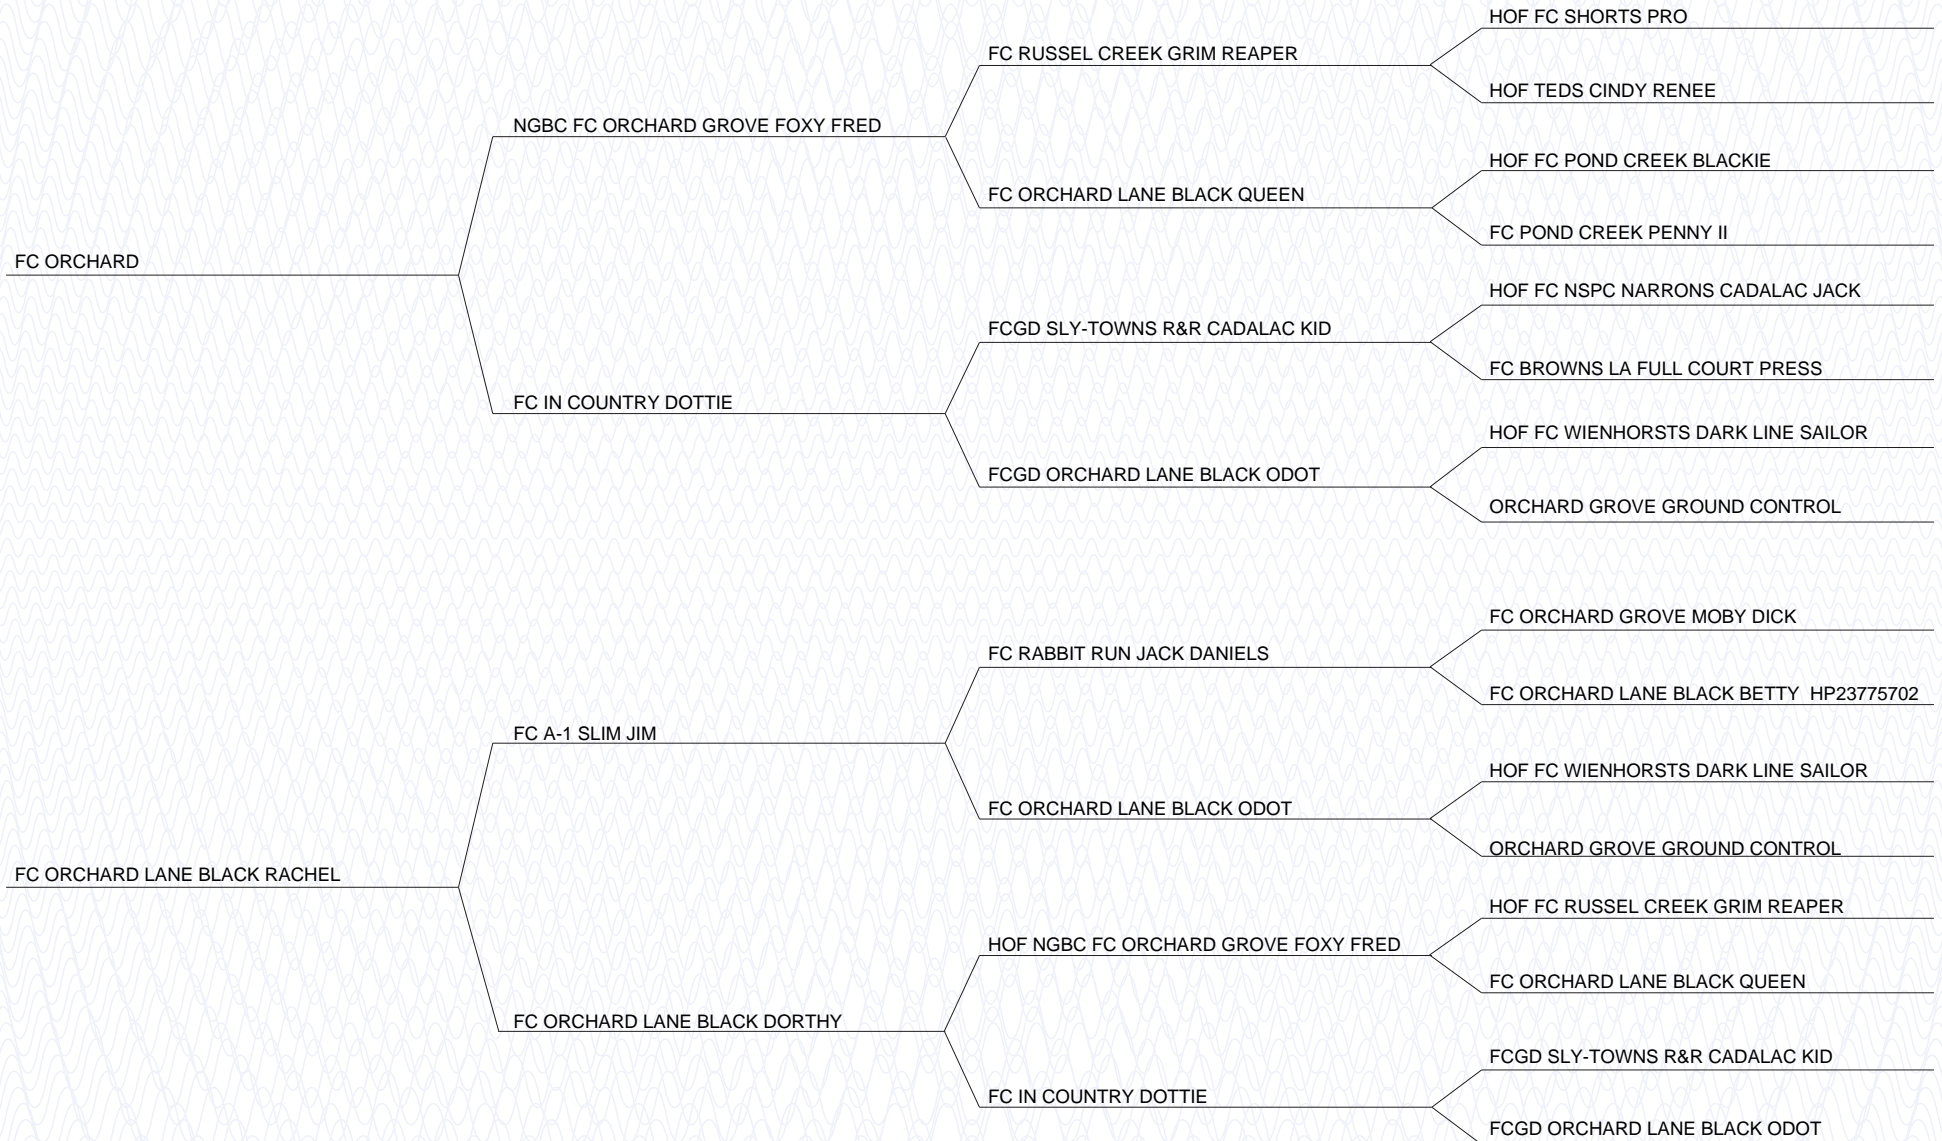 HOF FC SHORTS PRO
FC RUSSEL CREEK GRIM REAPER
HOF TEDS CINDY RENEE
NGBC FC ORCHARD GROVE FOXY FRED
HOF FC POND CREEK BLACKIE
FC ORCHARD LANE BLACK QUEEN
FC POND CREEK PENNY II
FC ORCHARD
HOF FC NSPC NARRONS CADALAC JACK
FCGD SLY-TOWNS R&R CADALAC KID
FC BROWNS LA FULL COURT PRESS
FC IN COUNTRY DOTTIE
HOF FC WIENHORSTS DARK LINE SAILOR
FCGD ORCHARD LANE BLACK ODOT
ORCHARD GROVE GROUND CONTROL
FC ORCHARD GROVE MOBY DICK
FC RABBIT RUN JACK DANIELS
FC ORCHARD LANE BLACK BETTY HP23775702
FC A-1 SLIM JIM
HOF FC WIENHORSTS DARK LINE SAILOR
FC ORCHARD LANE BLACK ODOT
ORCHARD GROVE GROUND CONTROL
FC ORCHARD LANE BLACK RACHEL
HOF FC RUSSEL CREEK GRIM REAPER
HOF NGBC FC ORCHARD GROVE FOXY FRED
FC ORCHARD LANE BLACK QUEEN
FC ORCHARD LANE BLACK DORTHY
FCGD SLY-TOWNS R&R CADALAC KID
FC IN COUNTRY DOTTIE
FCGD ORCHARD LANE BLACK ODOT